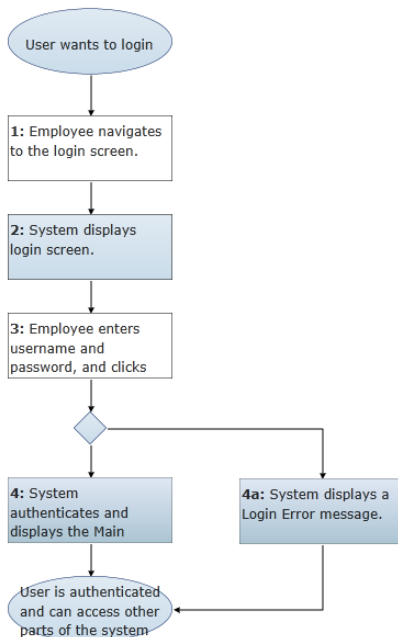 User wants to login
1: Employee navigates
to the login screen.
2: System displays
login screen.
3: Employee enters
username and
password, and clicks
4: System
authenticates and
displays the Main
4a: System displays a
Login Error message.
User is authenticated
and can access other
parts of the system